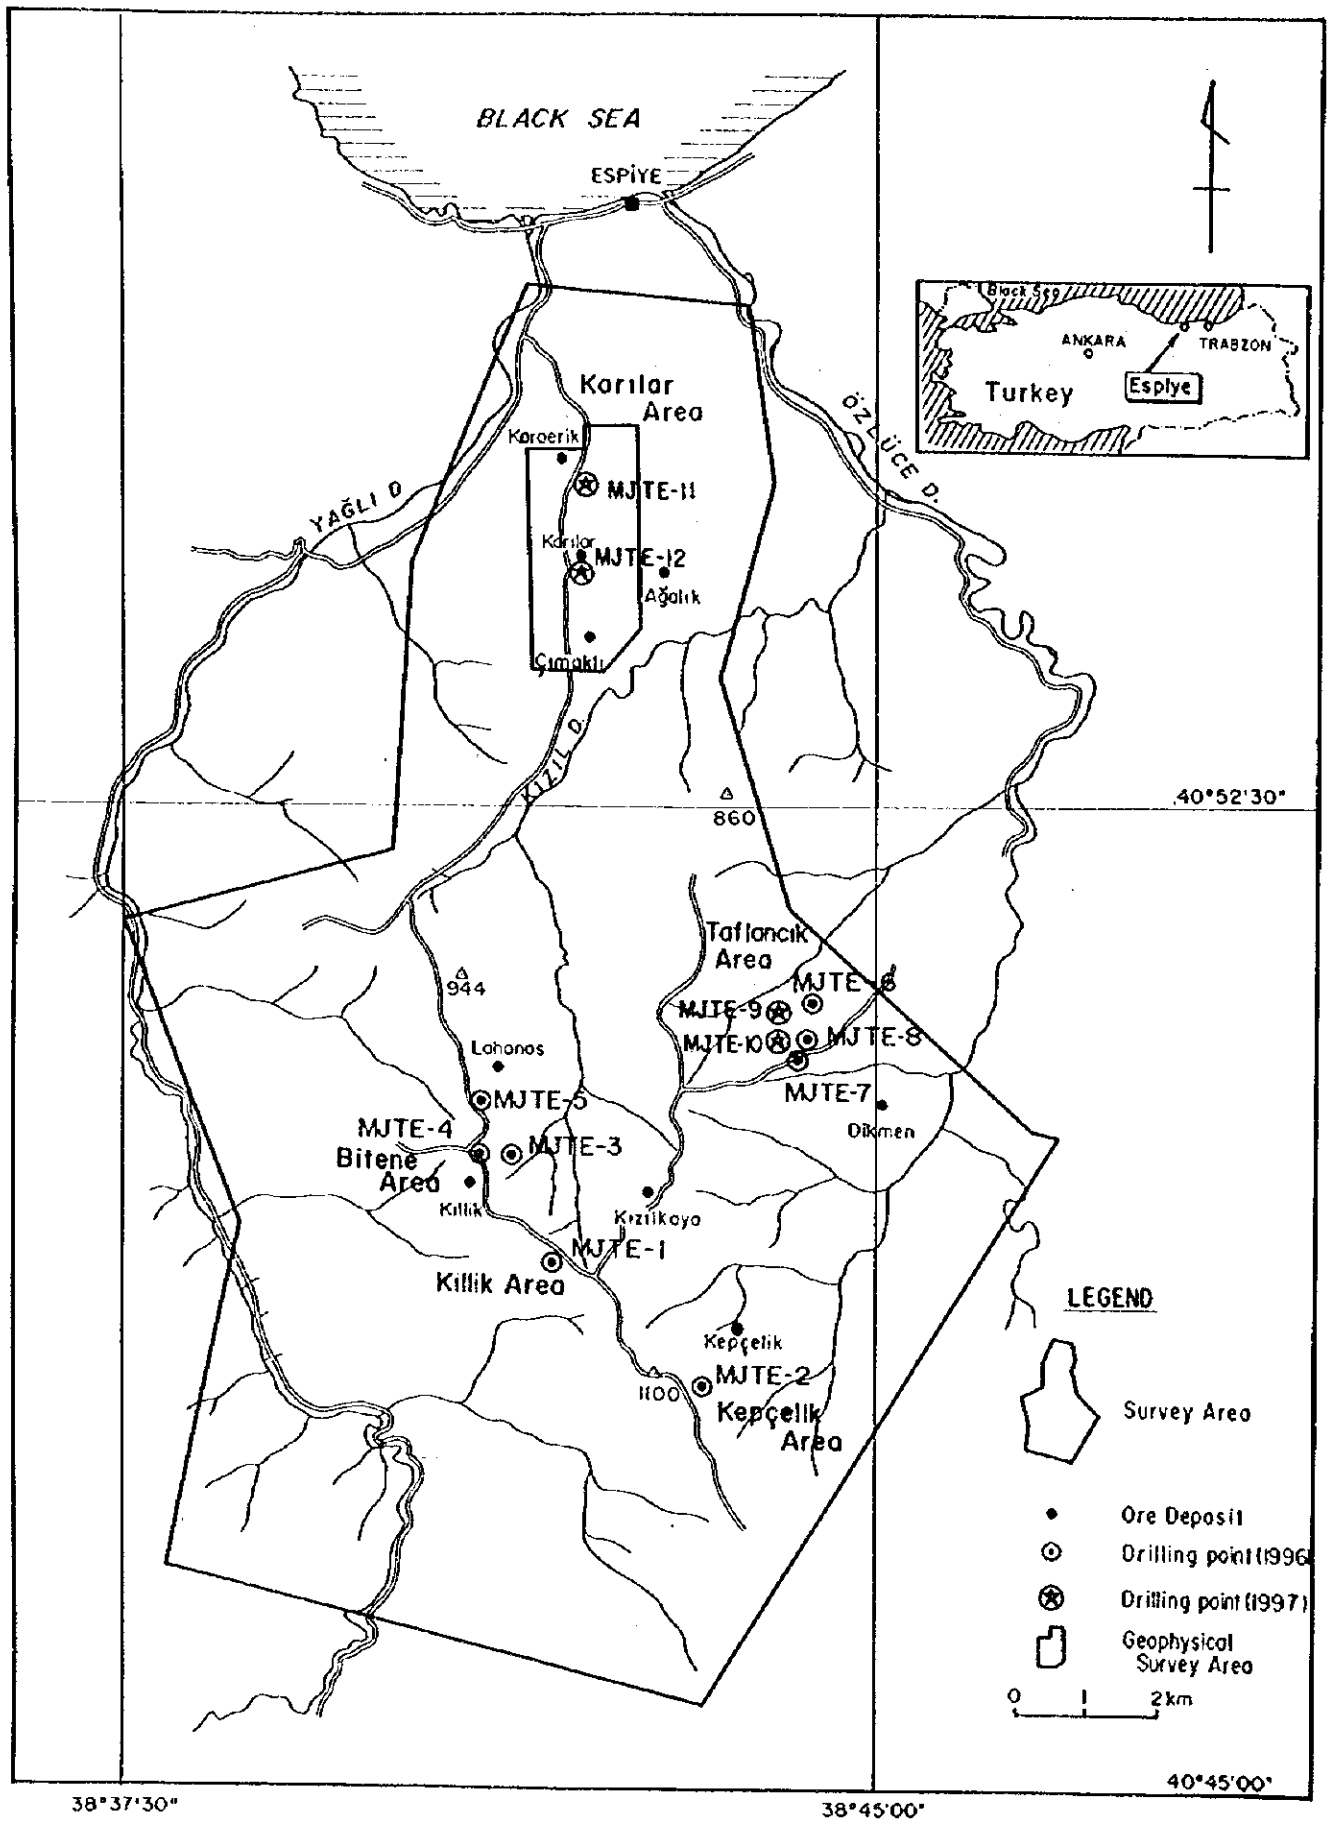 BLACK SEA
ESPİYE
Black Sea
ANKARA
TRABZON
Espiye
Turkey
Karılar
Area
Karaerik
MJTE-11
YAĞLI D
ÖZLÜCE D.
Karılar
MJTE-12
Ağalık
Çımaklı
KIZIL D.
860
40°52'30"
Taflancık
Area
944
MJTE-6
MJTE-9
MJTE-10
MJTE-8
Lahanos
MJTE-7
MJTE-5
Dikmen
MJTE-4
MJTE-3
Bitene
Area
Killik
Kızılkaya
MJTE-1
Killik Area
LEGEND
Kepçelik
MJTE-2
1100
Kepçelik
Area
Survey Area
Ore Deposit
Drilling point(1996)
Drilling point(1997)
Geophysical
Survey Area
0 1 2km
40°45'00"
38°37'30"
38°45'00"